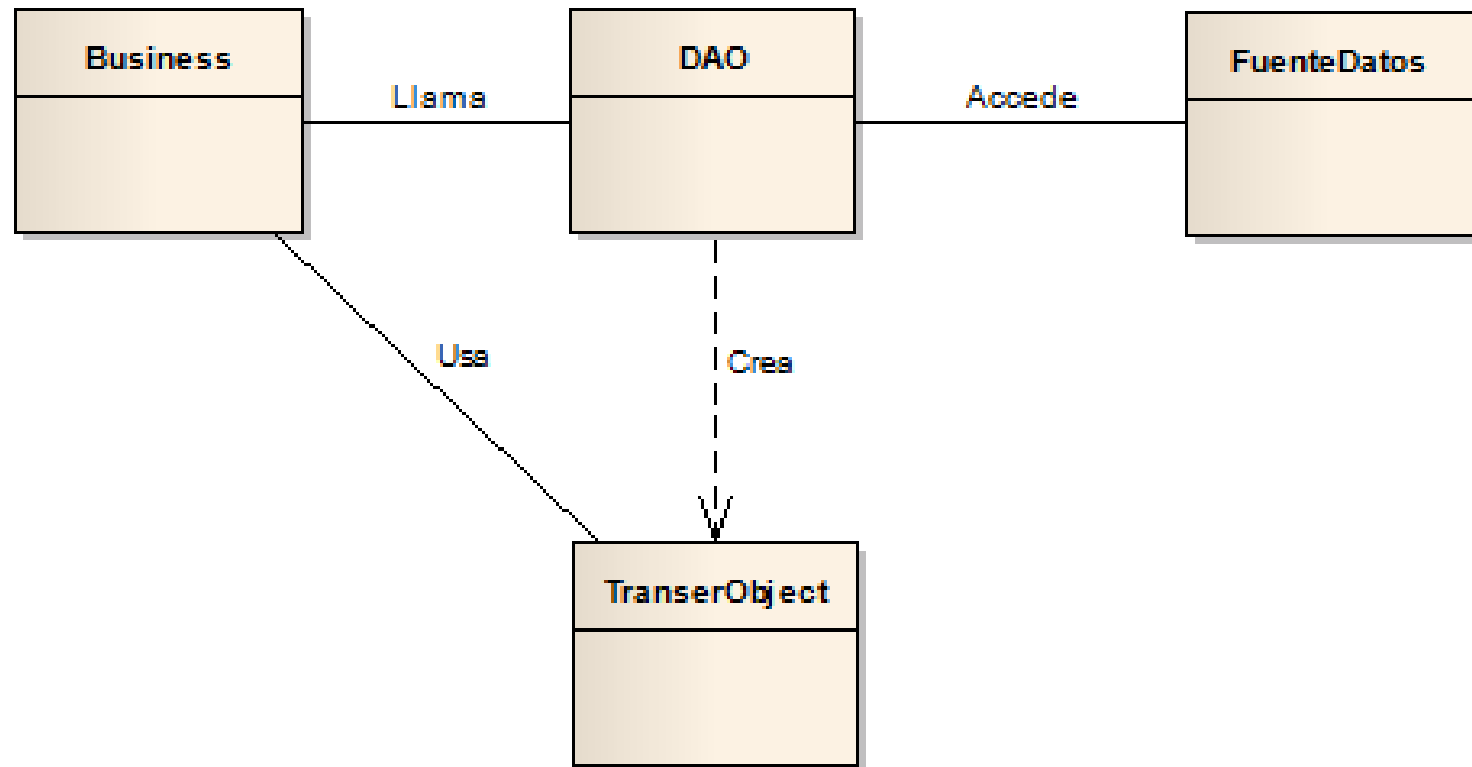 Business
DAO
FuenteDatos
Llama
Accede
Usa
Crea
TranserObject